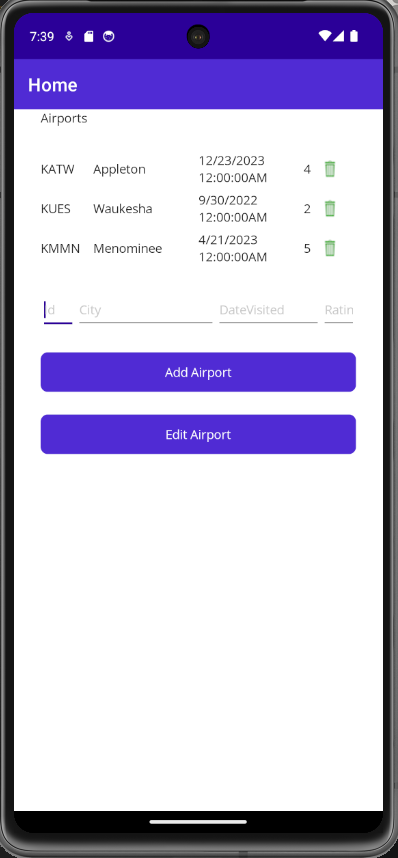 7:39
Home
Airports
KATW Appleton 12/23/2023 12:00:00AM 4
KUES Waukesha 9/30/2022 12:00:00AM 2
KMMN Menominee 4/21/2023 12:00:00AM 5
Id City DateVisited Ratin
Add Airport
Edit Airport